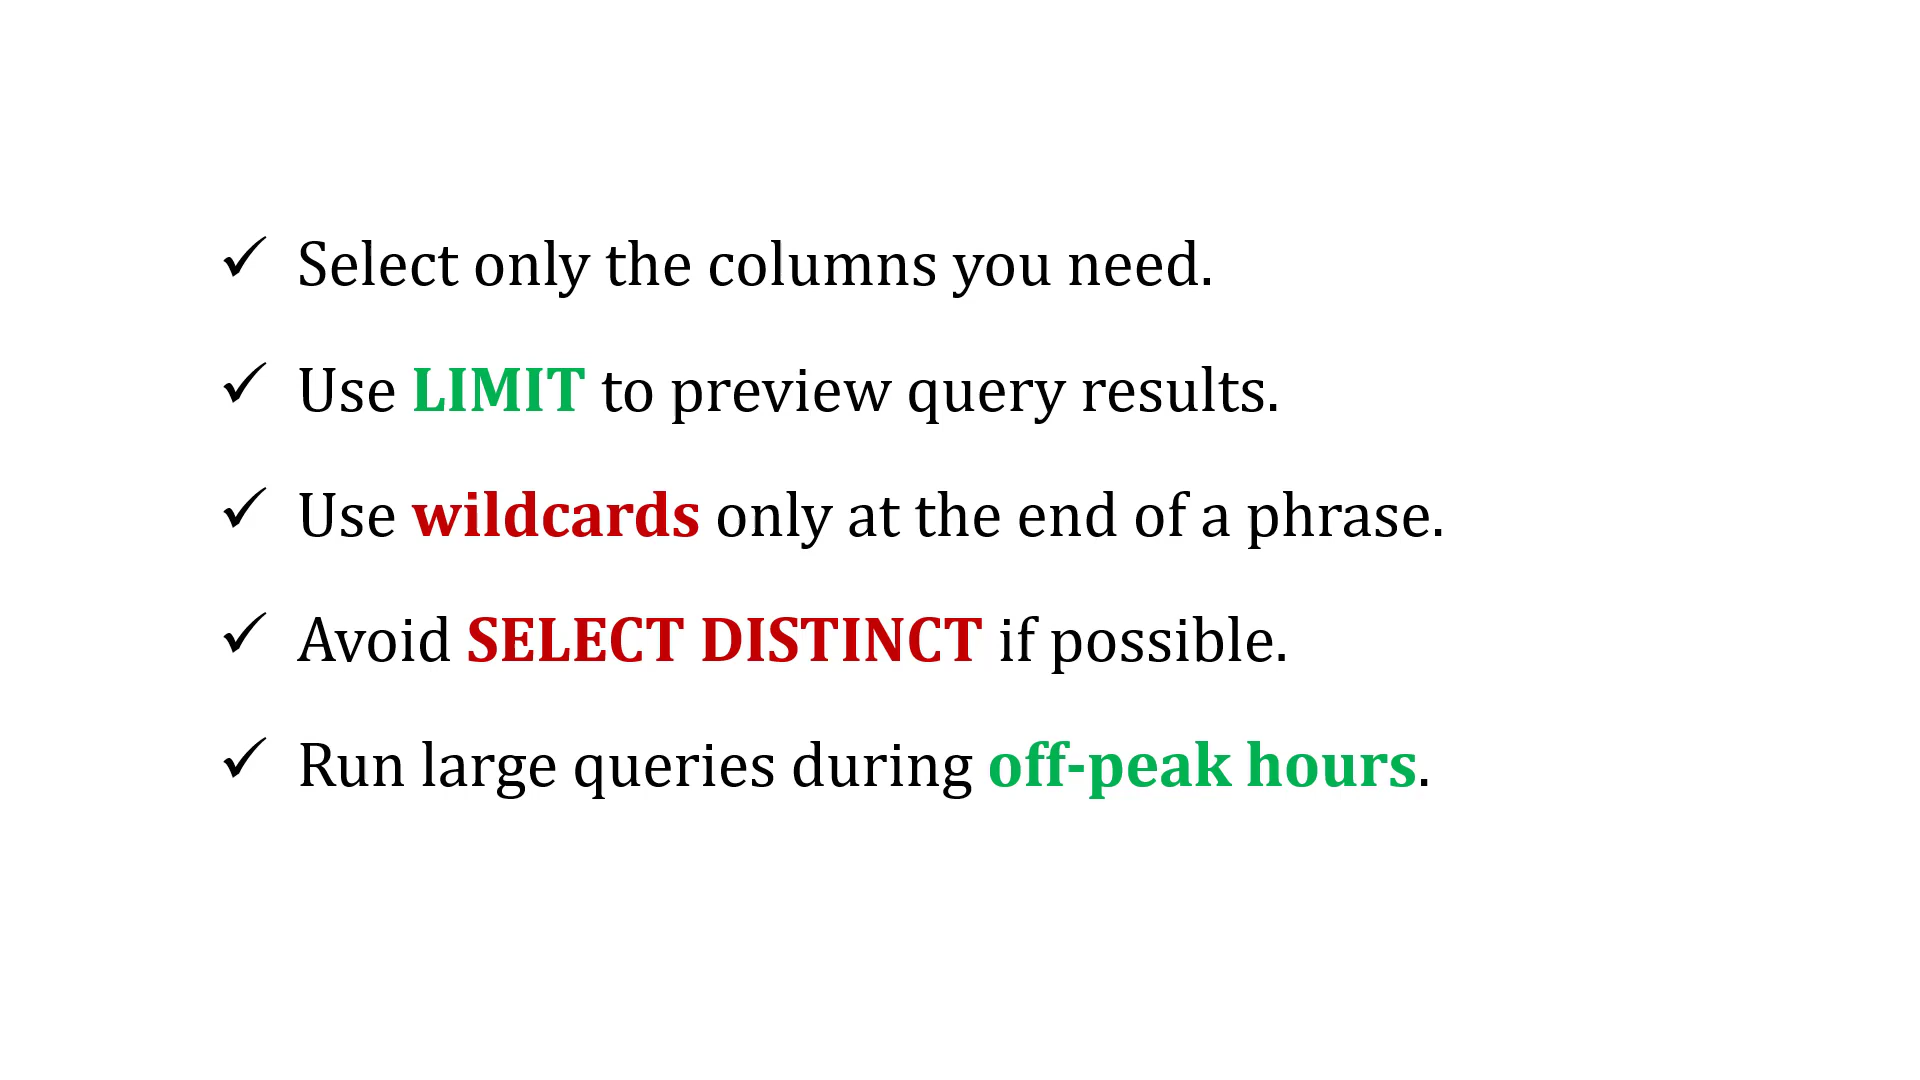 ✓ Select only the columns you need.
✓ Use LIMIT to preview query results.
✓ Use wildcards only at the end of a phrase.
✓ Avoid SELECT DISTINCT if possible.
✓ Run large queries during off-peak hours.